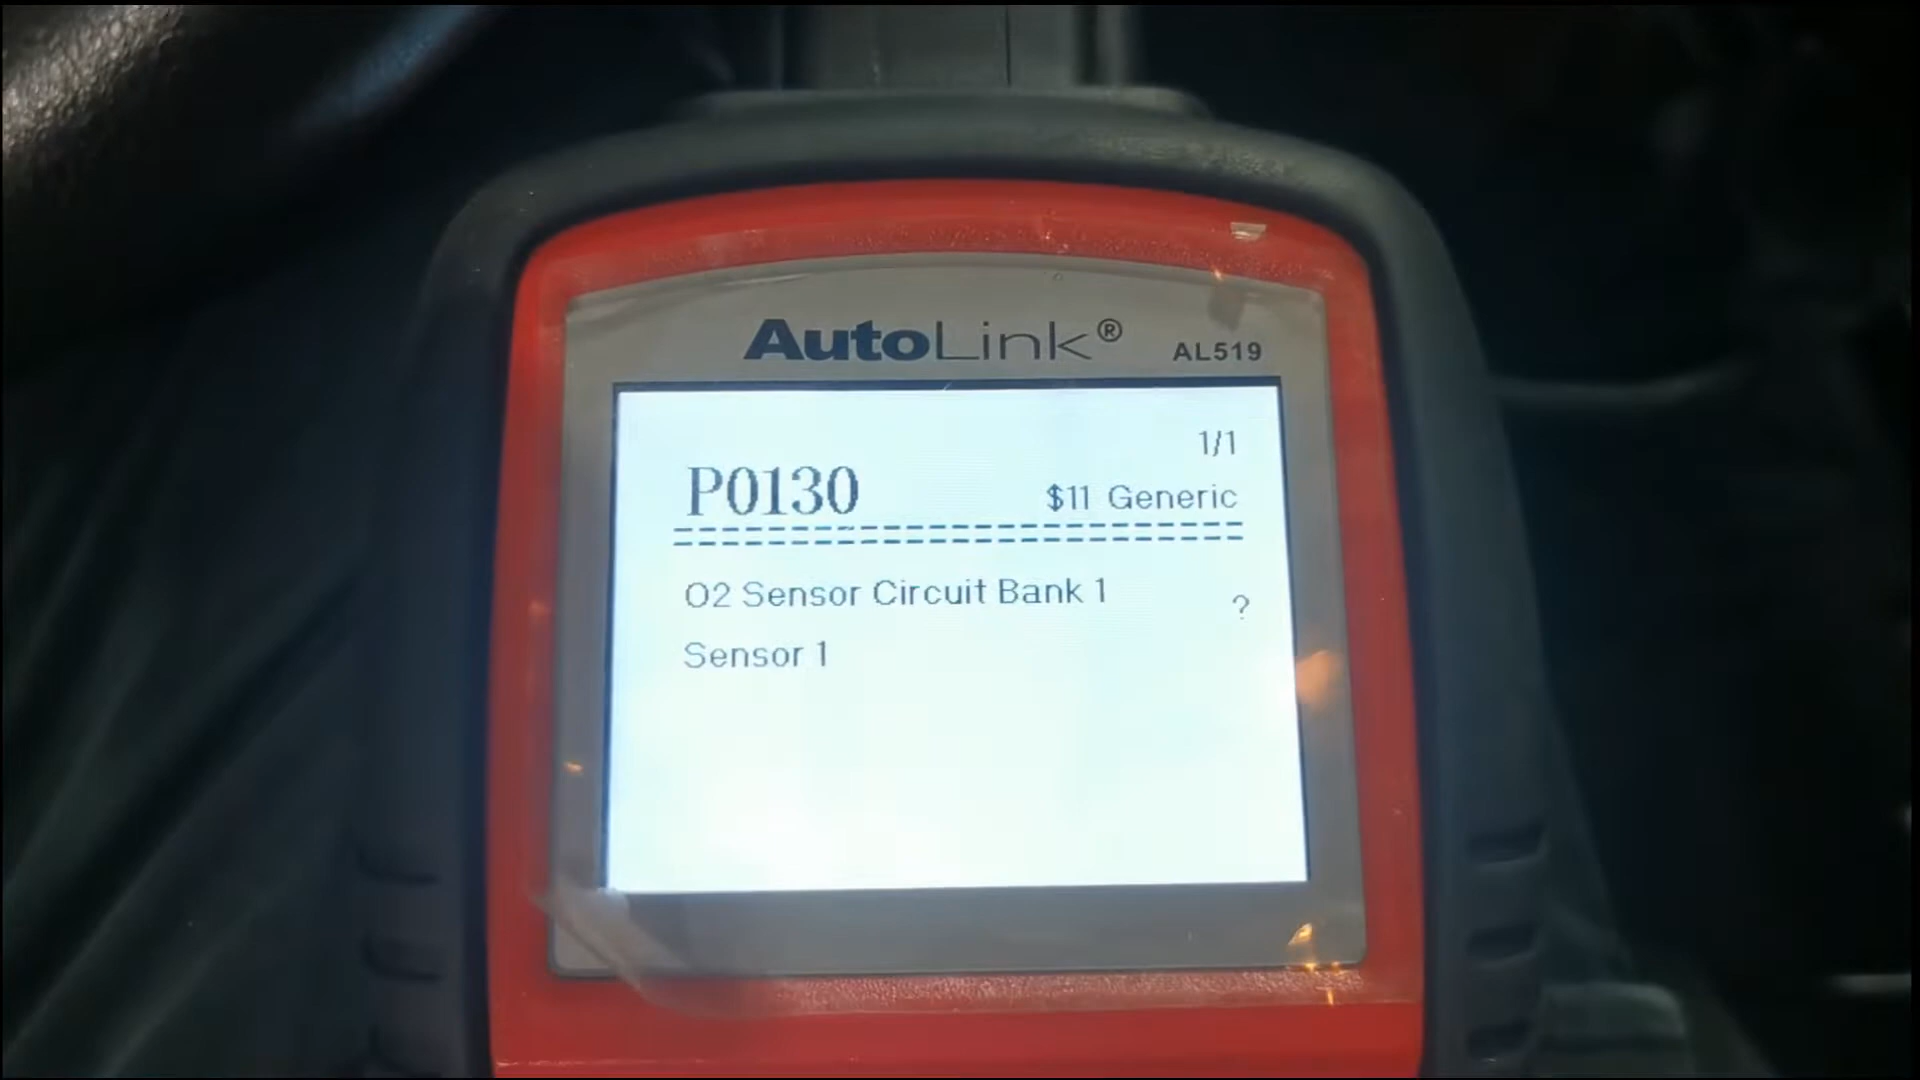 AutoLink® AL519
1/1
P0130 $11 Generic
O2 Sensor Circuit Bank 1
?
Sensor 1